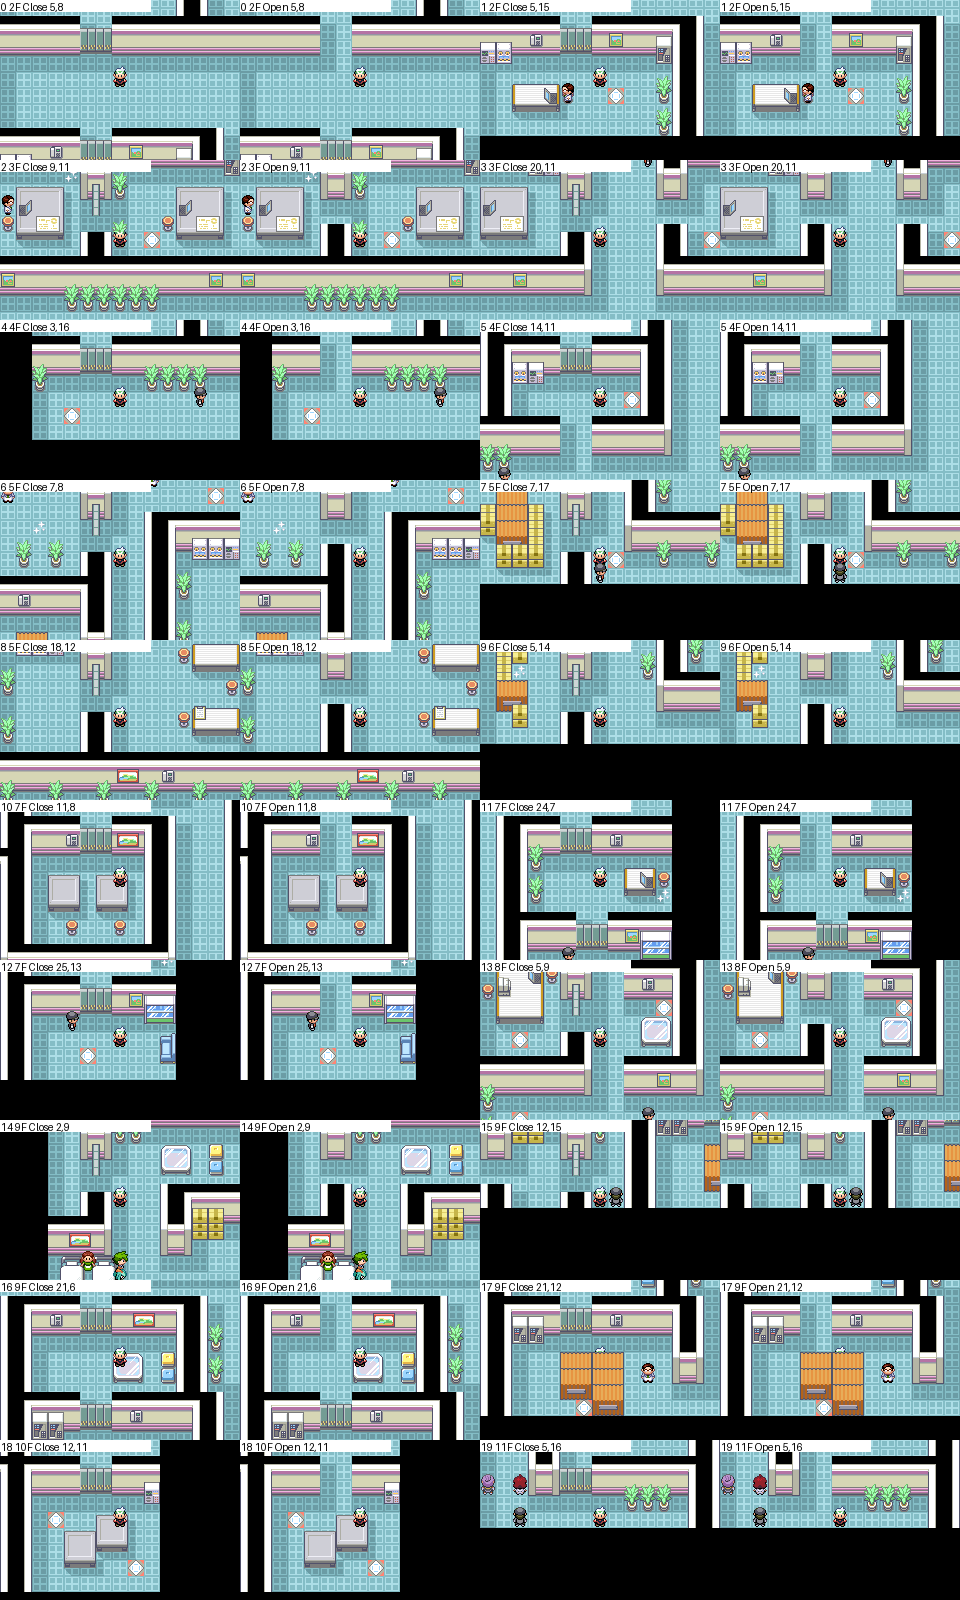 0 2F Close 5,8
0 2F Open 5,8
1 2F Close 5,15
1 2F Open 5,15
2 3F Close 9,11
2 3F Open 9,11
3 3F Close 20,11
3 3F Open 20,11
4 4F Close 3,16
4 4F Open 3,16
5 4F Close 14,11
5 4F Open 14,11
6 5F Close 7,8
6 5F Open 7,8
7 5F Close 7,17
7 5F Open 7,17
8 5F Close 18,12
8 5F Open 18,12
9 6F Close 5,14
9 6F Open 5,14
10 7F Close 11,8
10 7F Open 11,8
11 7F Close 24,7
11 7F Open 24,7
12 7F Close 25,13
12 7F Open 25,13
13 8F Close 5,9
13 8F Open 5,9
14 9F Close 2,9
14 9F Open 2,9
15 9F Close 12,15
15 9F Open 12,15
16 9F Close 21,6
16 9F Open 21,6
17 9F Close 21,12
17 9F Open 21,12
18 10F Close 12,11
18 10F Open 12,11
19 11F Close 5,16
19 11F Open 5,16